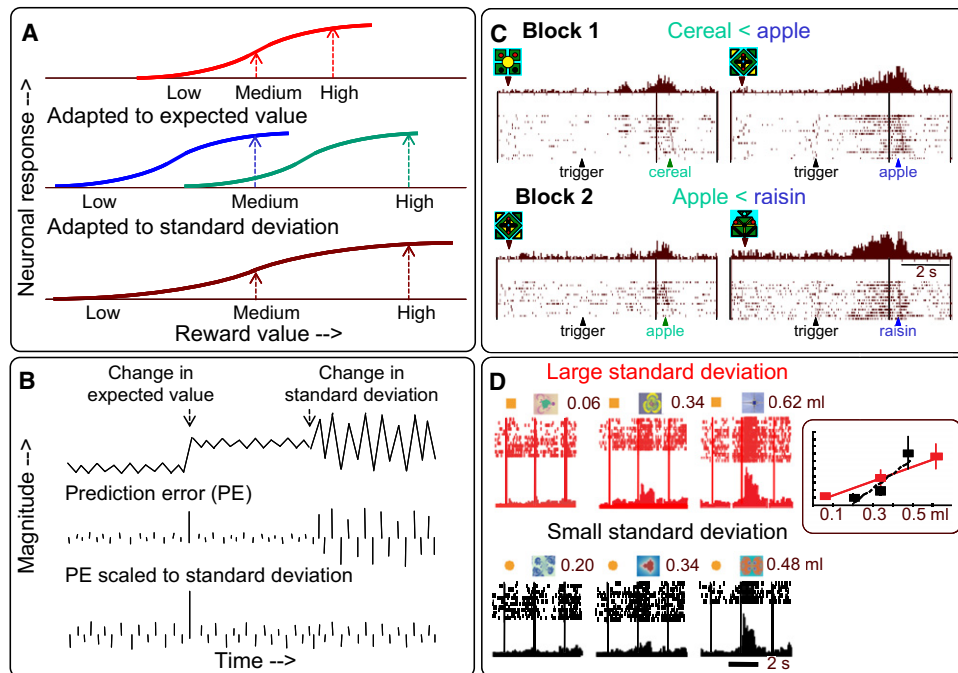 A
Neuronal response -->
Low Medium High
Adapted to expected value
Low Medium High
Adapted to standard deviation
Low Medium High
Reward value -->
B
Change in expected value
Change in standard deviation
Magnitude -->
Prediction error (PE)
PE scaled to standard deviation
Time -->
C
Block 1
Cereal < apple
trigger cereal trigger apple
Block 2
Apple < raisin
2 s
trigger apple trigger raisin
D
Large standard deviation
0.06 0.34 0.62 ml
0.1 0.3 0.5 ml
Small standard deviation
0.20 0.34 0.48 ml
2 s